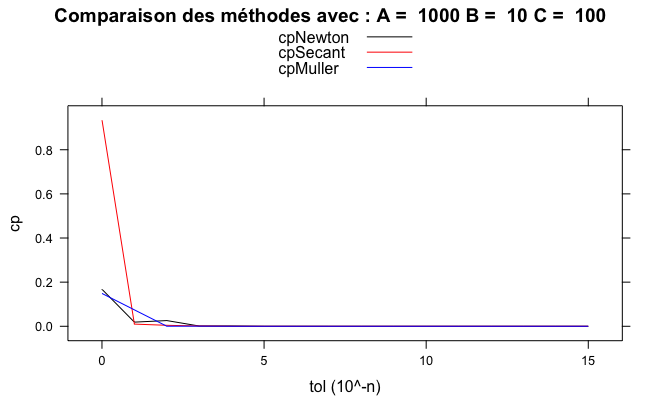 Comparaison des méthodes avec : A =  1000 B =  10 C =  100
cpNewton
cpSecant
cpMuller
0.8
0.6
0.4
0.2
0.0
cp
0 5 10 15
tol (10^-n)